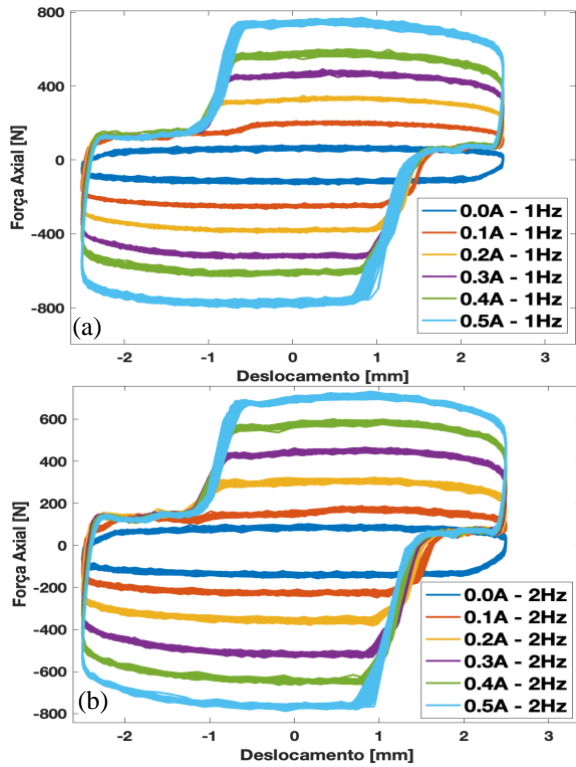 800
400
0
-400
-800
Força Axial [N]
(a)
0.0A - 1Hz
0.1A - 1Hz
0.2A - 1Hz
0.3A - 1Hz
0.4A - 1Hz
0.5A - 1Hz
-2 -1 0 1 2 3
Deslocamento [mm]
600
400
200
0
-200
-400
-600
-800
Força Axial [N]
(b)
0.0A - 2Hz
0.1A - 2Hz
0.2A - 2Hz
0.3A - 2Hz
0.4A - 2Hz
0.5A - 2Hz
-2 -1 0 1 2 3
Deslocamento [mm]